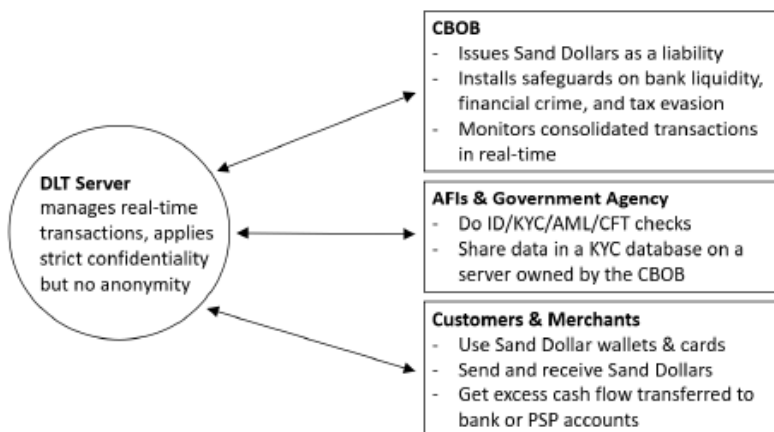 DLT Server
manages real-time
transactions, applies
strict confidentiality
but no anonymity
CBOB
- Issues Sand Dollars as a liability
- Installs safeguards on bank liquidity,
financial crime, and tax evasion
- Monitors consolidated transactions
in real-time
AFIs & Government Agency
- Do ID/KYC/AML/CFT checks
- Share data in a KYC database on a
server owned by the CBOB
Customers & Merchants
- Use Sand Dollar wallets & cards
- Send and receive Sand Dollars
- Get excess cash flow transferred to
bank or PSP accounts